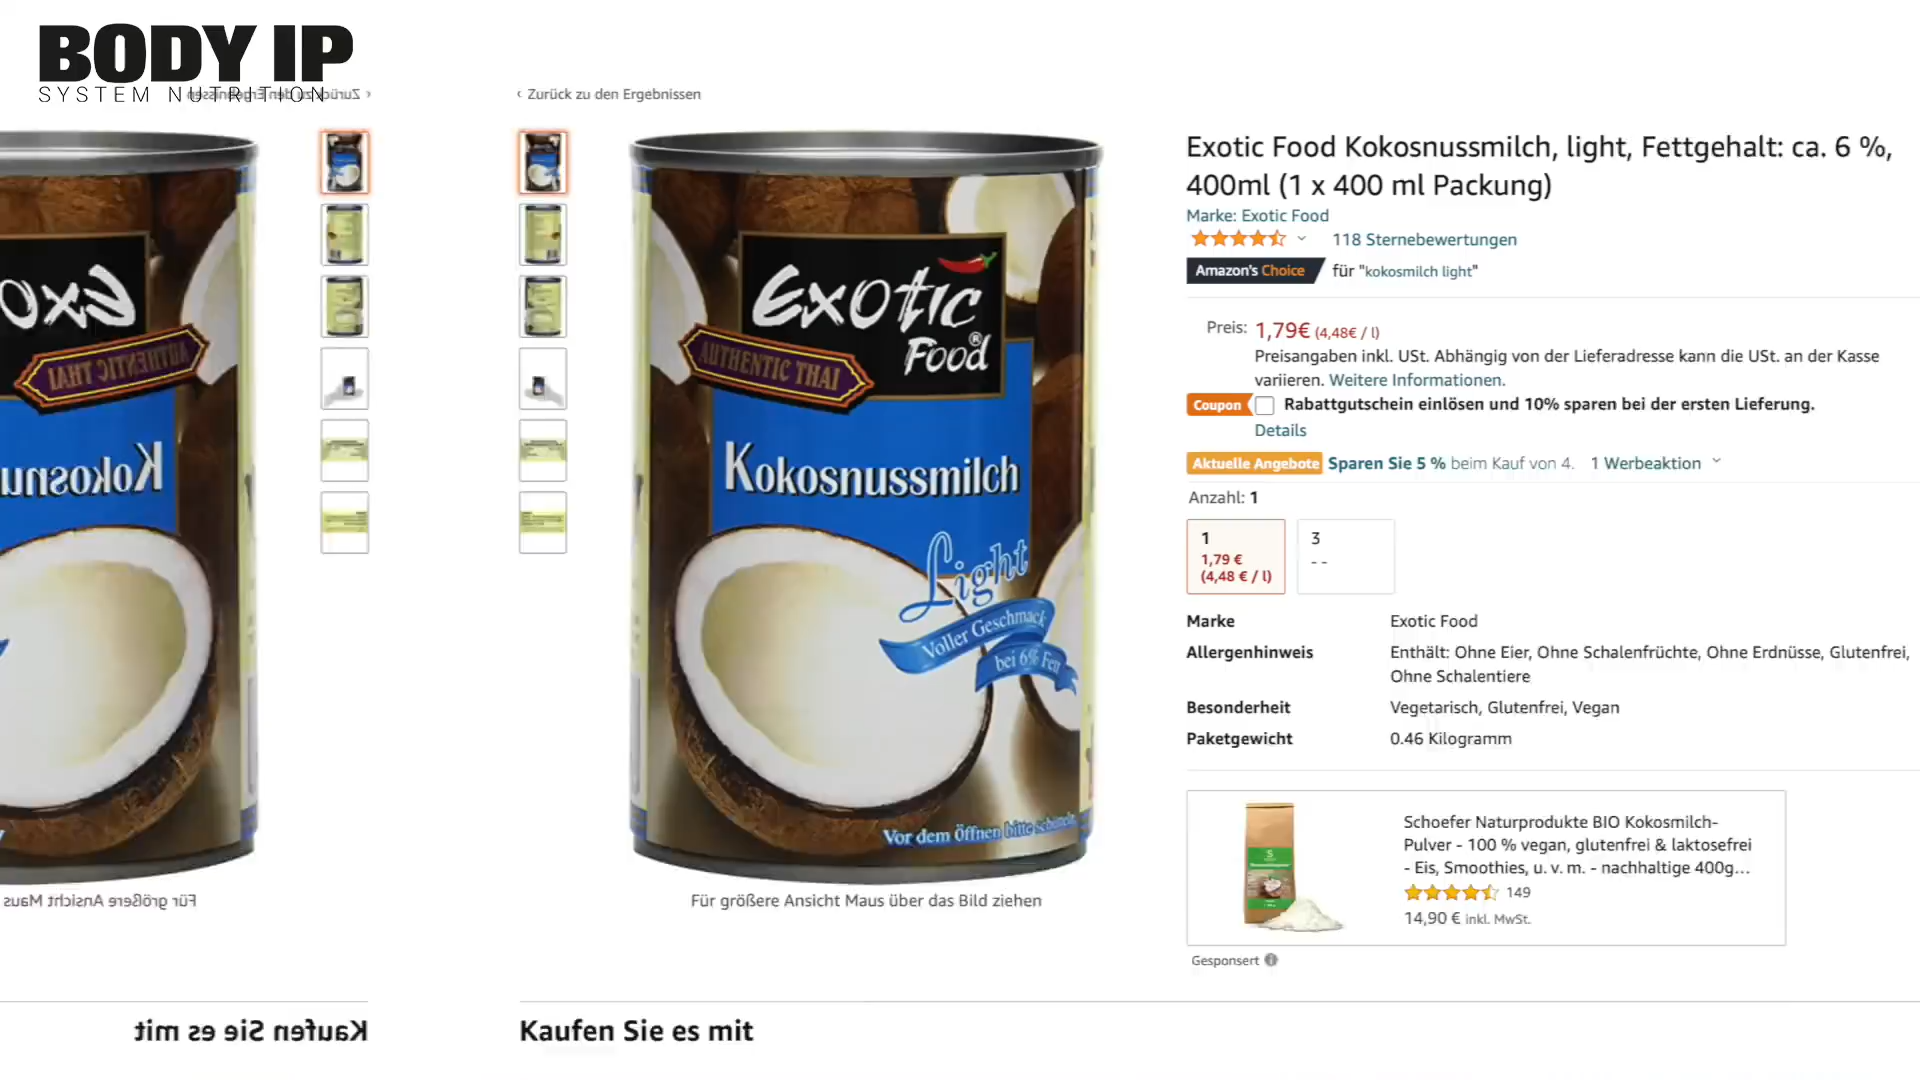 BODY IP
SYSTEM NUTRITION
‹ Zurück zu den Ergebnissen
Exotic
Food®
AUTHENTIC THAI
Kokosnussmilch
Light
Voller Geschmack
bei 6% Fett
Vor dem Öffnen bitte schütteln
Für größere Ansicht Maus über das Bild ziehen
Exotic Food Kokosnussmilch, light, Fettgehalt: ca. 6 %,
400ml (1 x 400 ml Packung)
Marke: Exotic Food
118 Sternebewertungen
Amazon's Choice für "kokosmilch light"
Preis: 1,79€ (4,48€ / l)
Preisangaben inkl. USt. Abhängig von der Lieferadresse kann die USt. an der Kasse
variieren. Weitere Informationen.
Coupon Rabattgutschein einlösen und 10% sparen bei der ersten Lieferung.
Details
Aktuelle Angebote Sparen Sie 5 % beim Kauf von 4. 1 Werbeaktion
Anzahl: 1
1
1,79 €
(4,48 € / l)
3
- -
Marke Exotic Food
Allergenhinweis Enthält: Ohne Eier, Ohne Schalenfrüchte, Ohne Erdnüsse, Glutenfrei,
Ohne Schalentiere
Besonderheit Vegetarisch, Glutenfrei, Vegan
Paketgewicht 0.46 Kilogramm
Schoefer Naturprodukte BIO Kokosmilch-
Pulver - 100 % vegan, glutenfrei & laktosefrei
- Eis, Smoothies, u. v. m. - nachhaltige 400g...
149
14,90 € inkl. MwSt.
Gesponsert
Kaufen Sie es mit